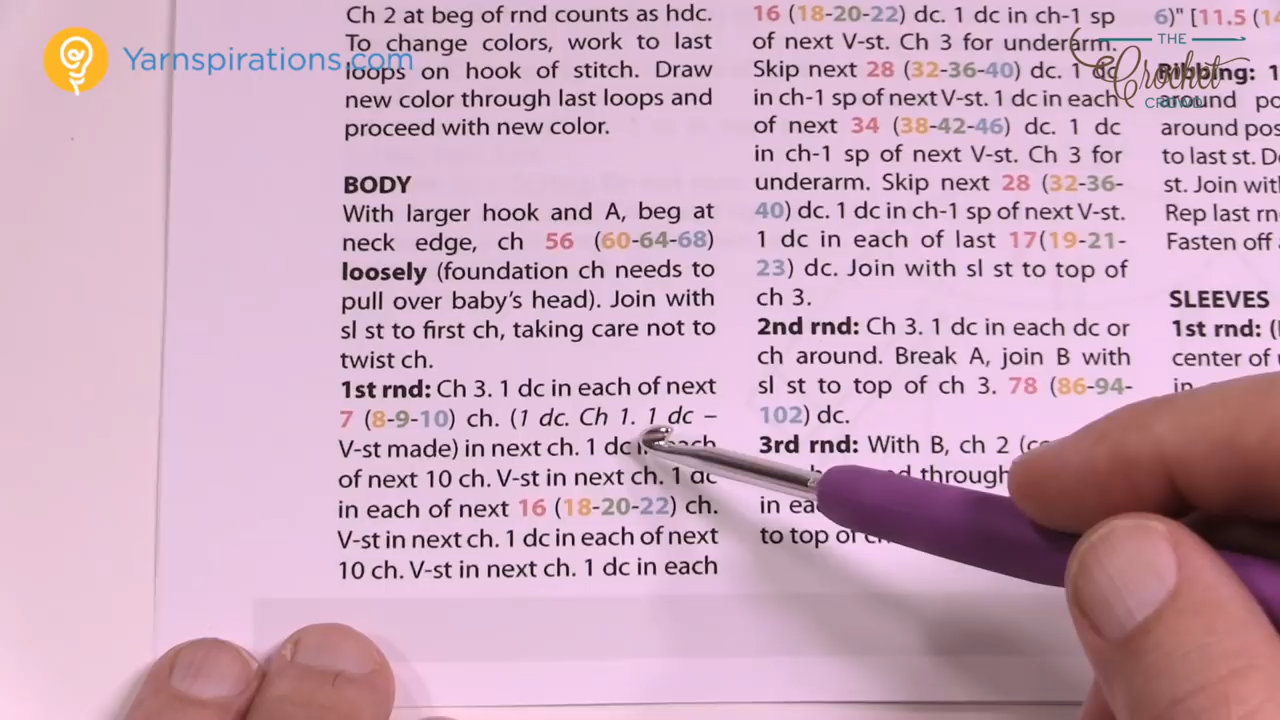 Yarnspirations.com
THE
Crochet
CROWD
Ch 2 at beg of rnd counts as hdc.
To change colors, work to last
loops on hook of stitch. Draw
new color through last loops and
proceed with new color.
BODY
With larger hook and A, beg at
neck edge, ch 56 (60-64-68)
loosely (foundation ch needs to
pull over baby's head). Join with
sl st to first ch, taking care not to
twist ch.
1st rnd: Ch 3. 1 dc in each of next
7 (8-9-10) ch. (1 dc. Ch 1. 1 dc –
V-st made) in next ch. 1 dc in each
of next 10 ch. V-st in next ch. 1 dc
in each of next 16 (18-20-22) ch.
V-st in next ch. 1 dc in each of next
10 ch. V-st in next ch. 1 dc in each
16 (18-20-22) dc. 1 dc in ch-1 sp
of next V-st. Ch 3 for underarm.
Skip next 28 (32-36-40) dc. 1 dc
in ch-1 sp of next V-st. 1 dc in each
of next 34 (38-42-46) dc. 1 dc
in ch-1 sp of next V-st. Ch 3 for
underarm. Skip next 28 (32-36-
40) dc. 1 dc in ch-1 sp of next V-st.
1 dc in each of last 17(19-21-
23) dc. Join with sl st to top of
ch 3.
2nd rnd: Ch 3. 1 dc in each dc or
ch around. Break A, join B with
sl st to top of ch 3. 78 (86-94-
102) dc.
3rd rnd: With B, ch 2
through
in
to top of
6)" [11.5
Ribbing: 1
around
around pos
to last st.
st. Join with
Rep last rn
Fasten off
SLEEVES
1st rnd:
center of
in